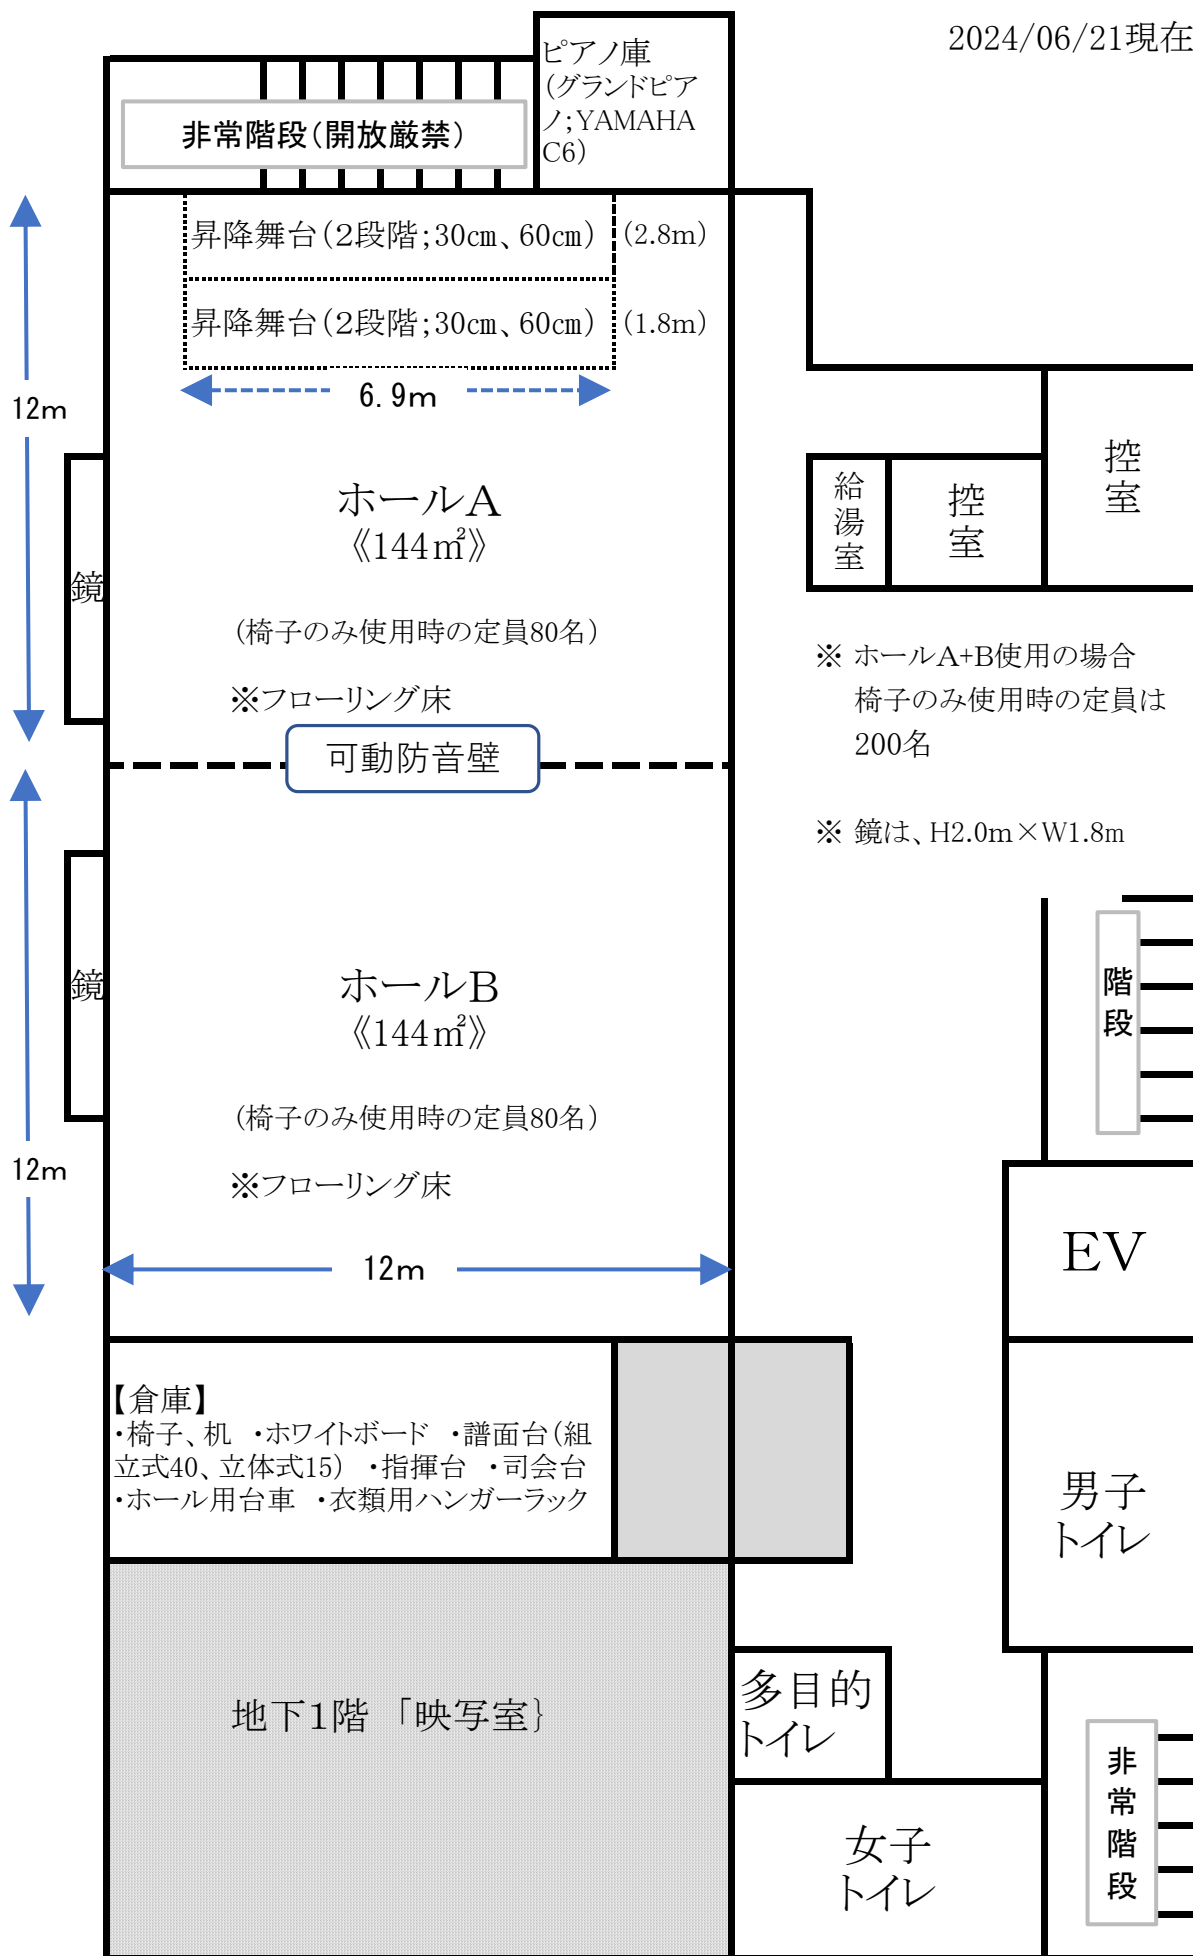 2024/06/21現在
ピアノ庫
(グランドピア
ノ;YAMAHA
C6)
非常階段(開放厳禁)
昇降舞台(2段階;30㎝、60㎝)
(2.8m)
昇降舞台(2段階;30㎝、60㎝)
(1.8m)
6.9m
12m
控室
給湯室
控室
ホールA
《144㎡》
鏡
(椅子のみ使用時の定員80名)
※フローリング床
※ ホールA+B使用の場合
椅子のみ使用時の定員は
200名
可動防音壁
※ 鏡は、H2.0m×W1.8m
鏡
階段
ホールB
《144㎡》
(椅子のみ使用時の定員80名)
12m
※フローリング床
EV
12m
【倉庫】
・椅子、机 ・ホワイトボード ・譜面台(組
立式40、立体式15) ・指揮台 ・司会台
・ホール用台車 ・衣類用ハンガーラック
男子
トイレ
地下1階 「映写室}
多目的
トイレ
非常階段
女子
トイレ